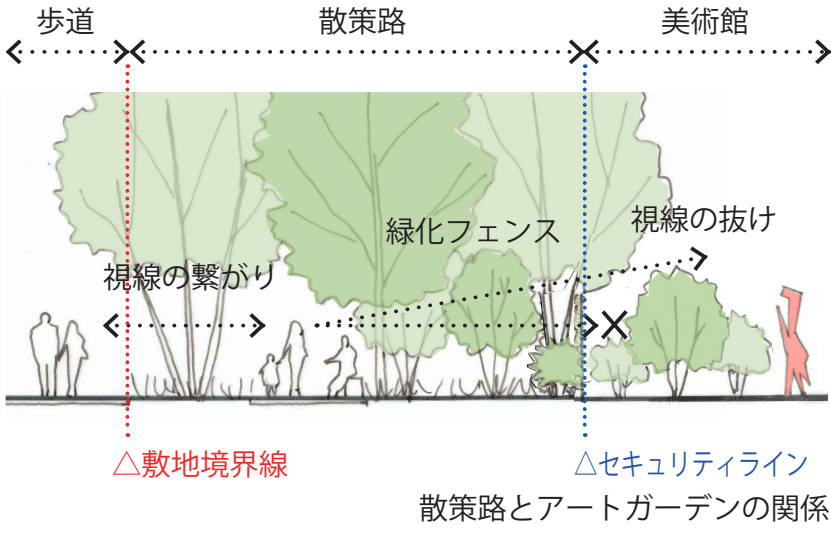 歩道
散策路
美術館
緑化フェンス
視線の抜け
視線の繋がり
△敷地境界線
△セキュリティライン
散策路とアートガーデンの関係